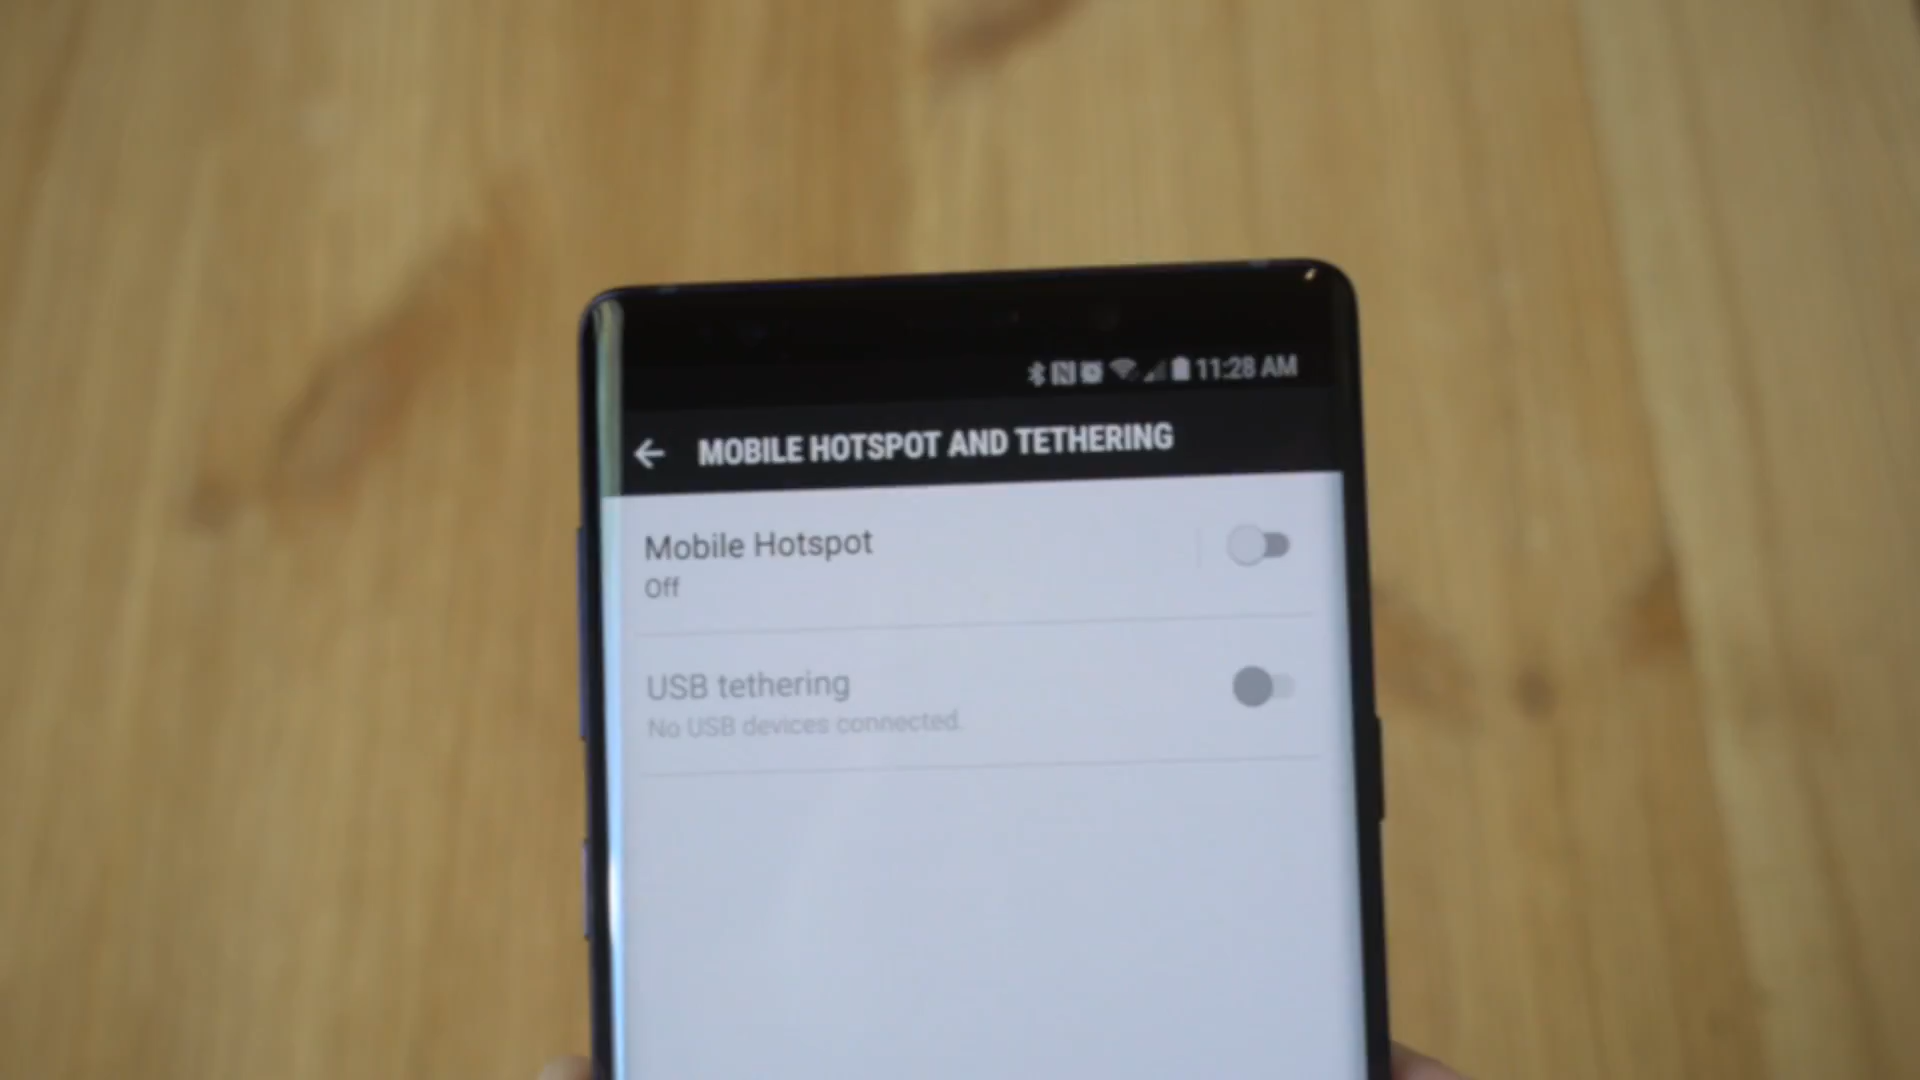 11:28 AM
MOBILE HOTSPOT AND TETHERING
Mobile Hotspot
Off
USB tethering
No USB devices connected.